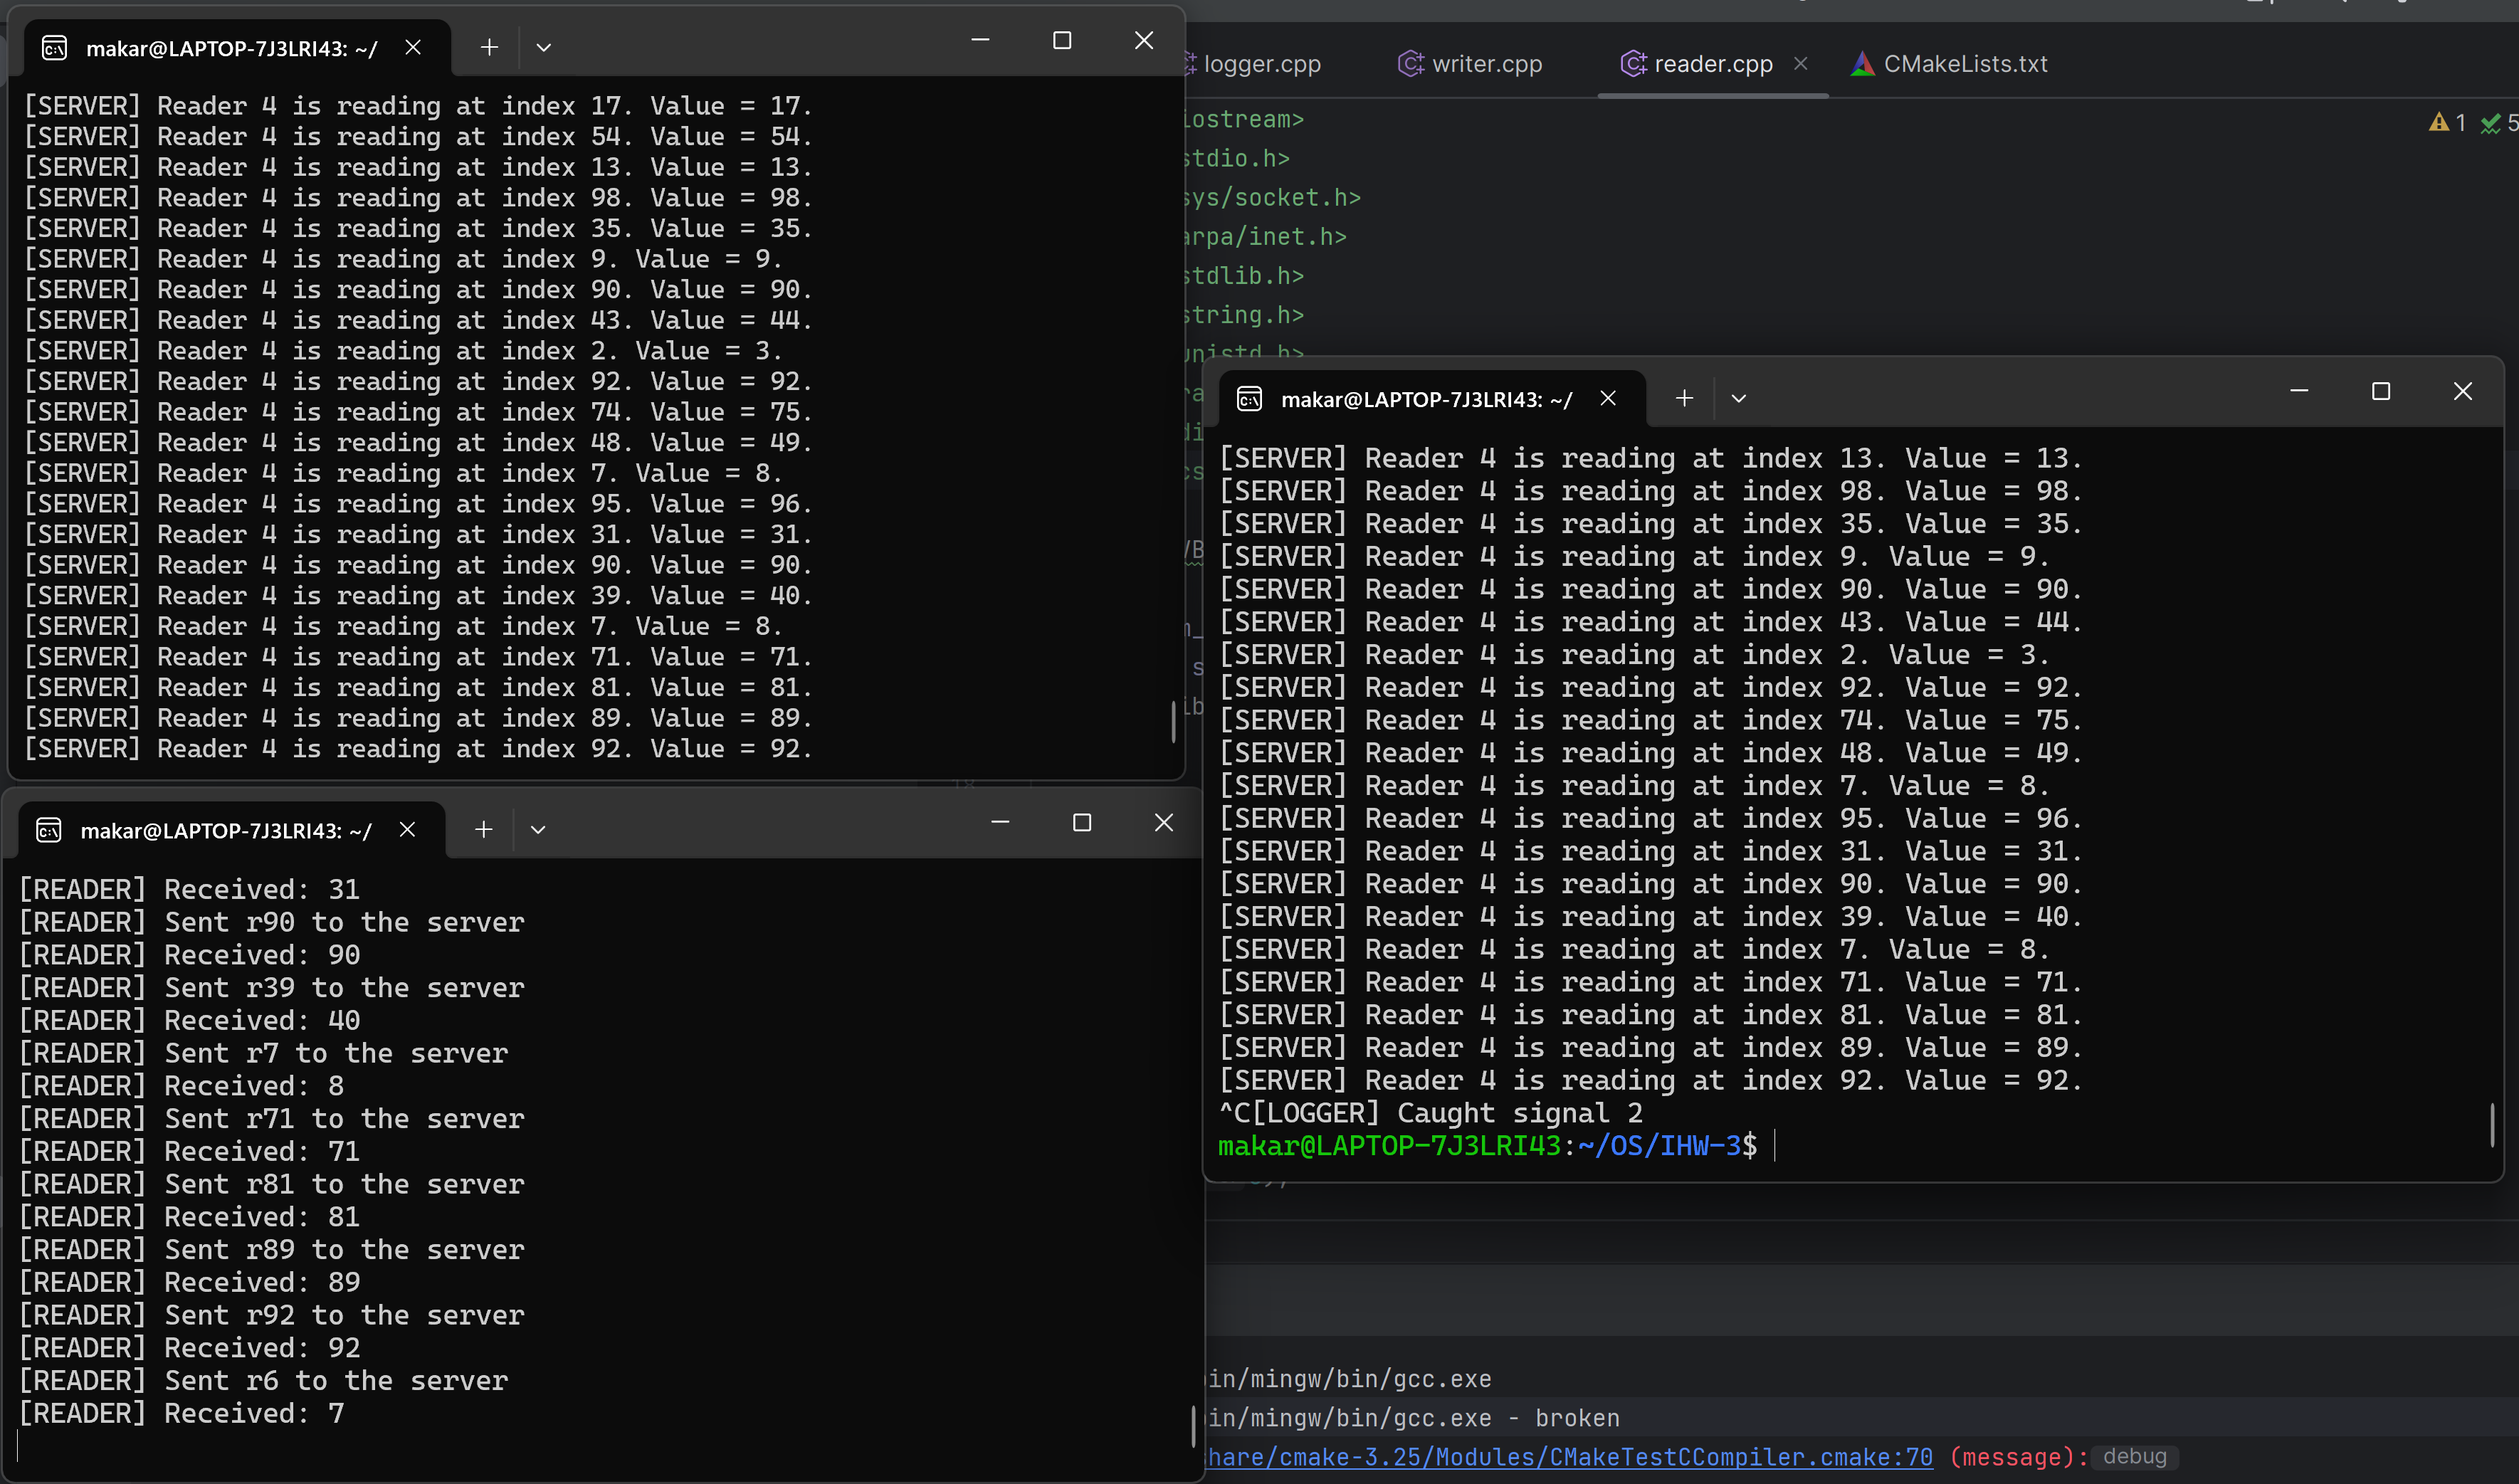 makar@LAPTOP-7J3LRI43: ~/
[SERVER] Reader 4 is reading at index 17. Value = 17.
[SERVER] Reader 4 is reading at index 54. Value = 54.
[SERVER] Reader 4 is reading at index 13. Value = 13.
[SERVER] Reader 4 is reading at index 98. Value = 98.
[SERVER] Reader 4 is reading at index 35. Value = 35.
[SERVER] Reader 4 is reading at index 9. Value = 9.
[SERVER] Reader 4 is reading at index 90. Value = 90.
[SERVER] Reader 4 is reading at index 43. Value = 44.
[SERVER] Reader 4 is reading at index 2. Value = 3.
[SERVER] Reader 4 is reading at index 92. Value = 92.
[SERVER] Reader 4 is reading at index 74. Value = 75.
[SERVER] Reader 4 is reading at index 48. Value = 49.
[SERVER] Reader 4 is reading at index 7. Value = 8.
[SERVER] Reader 4 is reading at index 95. Value = 96.
[SERVER] Reader 4 is reading at index 31. Value = 31.
[SERVER] Reader 4 is reading at index 90. Value = 90.
[SERVER] Reader 4 is reading at index 39. Value = 40.
[SERVER] Reader 4 is reading at index 7. Value = 8.
[SERVER] Reader 4 is reading at index 71. Value = 71.
[SERVER] Reader 4 is reading at index 81. Value = 81.
[SERVER] Reader 4 is reading at index 89. Value = 89.
[SERVER] Reader 4 is reading at index 92. Value = 92.
makar@LAPTOP-7J3LRI43: ~/
[READER] Received: 31
[READER] Sent r90 to the server
[READER] Received: 90
[READER] Sent r39 to the server
[READER] Received: 40
[READER] Sent r7 to the server
[READER] Received: 8
[READER] Sent r71 to the server
[READER] Received: 71
[READER] Sent r81 to the server
[READER] Received: 81
[READER] Sent r89 to the server
[READER] Received: 89
[READER] Sent r92 to the server
[READER] Received: 92
[READER] Sent r6 to the server
[READER] Received: 7
logger.cpp writer.cpp reader.cpp CMakeLists.txt
1 5
iostream>
stdio.h>
sys/socket.h>
arpa/inet.h>
stdlib.h>
string.h>
unistd.h>
makar@LAPTOP-7J3LRI43: ~/
[SERVER] Reader 4 is reading at index 13. Value = 13.
[SERVER] Reader 4 is reading at index 98. Value = 98.
[SERVER] Reader 4 is reading at index 35. Value = 35.
[SERVER] Reader 4 is reading at index 9. Value = 9.
[SERVER] Reader 4 is reading at index 90. Value = 90.
[SERVER] Reader 4 is reading at index 43. Value = 44.
[SERVER] Reader 4 is reading at index 2. Value = 3.
[SERVER] Reader 4 is reading at index 92. Value = 92.
[SERVER] Reader 4 is reading at index 74. Value = 75.
[SERVER] Reader 4 is reading at index 48. Value = 49.
[SERVER] Reader 4 is reading at index 7. Value = 8.
[SERVER] Reader 4 is reading at index 95. Value = 96.
[SERVER] Reader 4 is reading at index 31. Value = 31.
[SERVER] Reader 4 is reading at index 90. Value = 90.
[SERVER] Reader 4 is reading at index 39. Value = 40.
[SERVER] Reader 4 is reading at index 7. Value = 8.
[SERVER] Reader 4 is reading at index 71. Value = 71.
[SERVER] Reader 4 is reading at index 81. Value = 81.
[SERVER] Reader 4 is reading at index 89. Value = 89.
[SERVER] Reader 4 is reading at index 92. Value = 92.
^C[LOGGER] Caught signal 2
makar@LAPTOP-7J3LRI43:~/OS/IHW-3$
in/mingw/bin/gcc.exe
in/mingw/bin/gcc.exe - broken
share/cmake-3.25/Modules/CMakeTestCCompiler.cmake:70 (message): debug